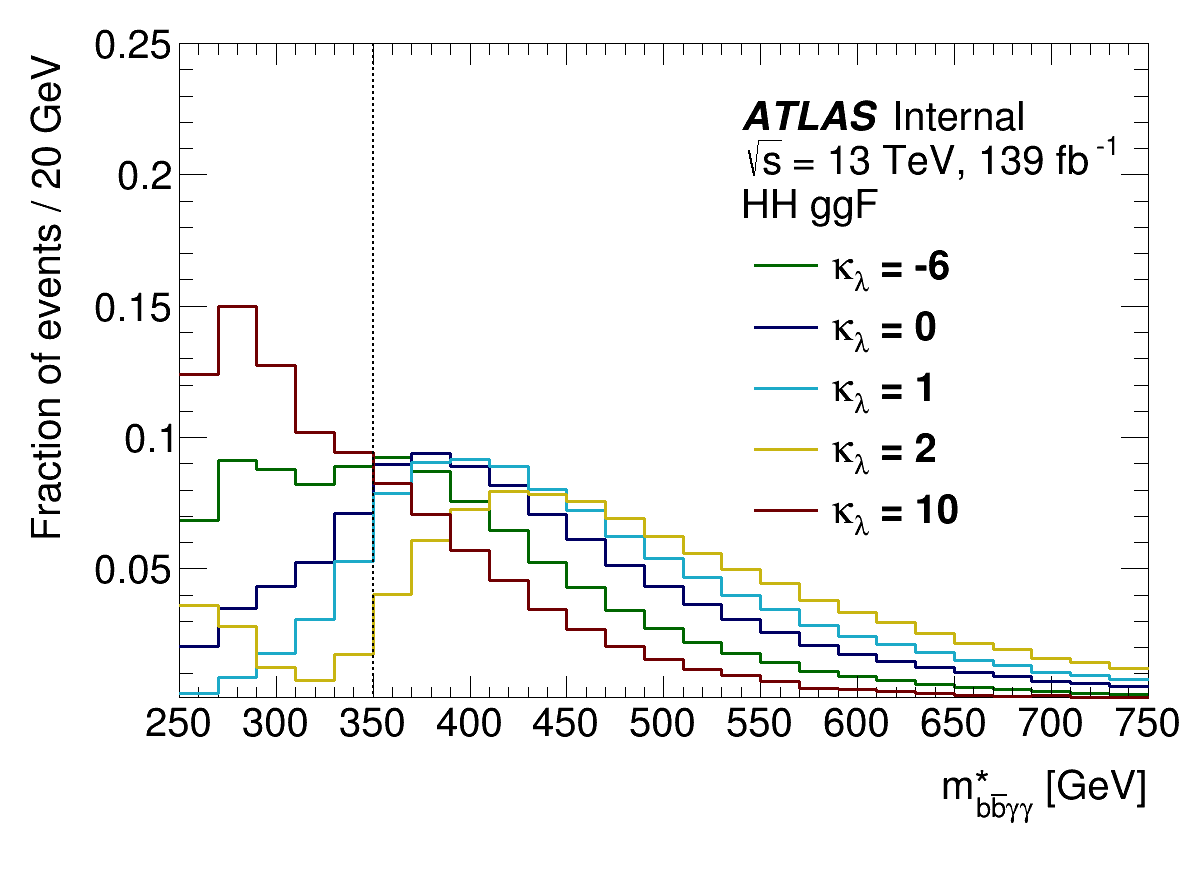 0.25
0.2
0.15
0.1
0.05
Fraction of events / 20 GeV
ATLAS Internal
√s = 13 TeV, 139 fb⁻¹
HH ggF
κλ = -6
κλ = 0
κλ = 1
κλ = 2
κλ = 10
250 300 350 400 450 500 550 600 650 700 750
m*bb̅γγ [GeV]